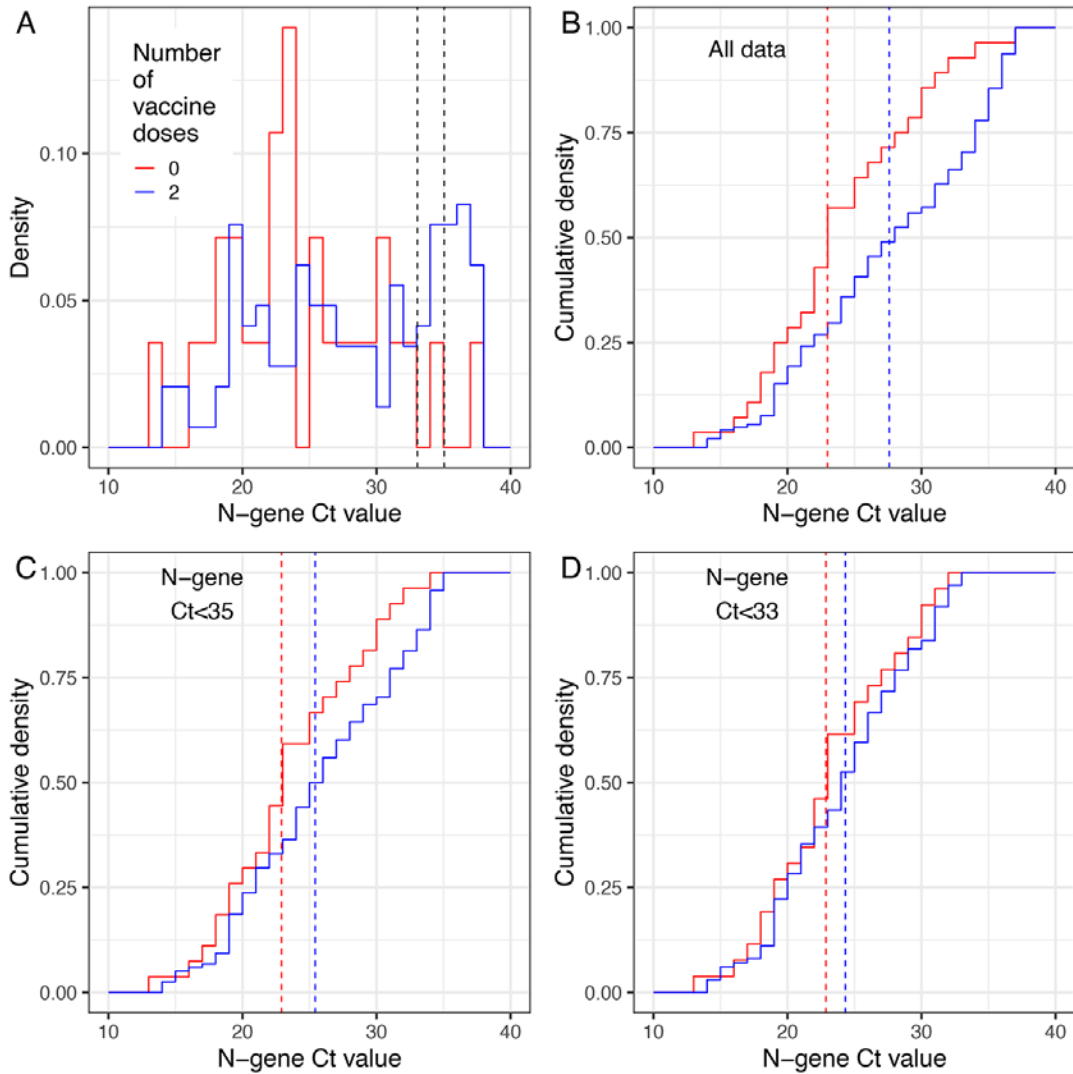 A
Number
of
vaccine
doses
0
2
Density
0.10
0.05
0.00
10 20 30 40
N-gene Ct value
B
All data
Cumulative density
1.00
0.75
0.50
0.25
0.00
10 20 30 40
N-gene Ct value
C
N-gene
Ct<35
Cumulative density
1.00
0.75
0.50
0.25
0.00
10 20 30 40
N-gene Ct value
D
N-gene
Ct<33
Cumulative density
1.00
0.75
0.50
0.25
0.00
10 20 30 40
N-gene Ct value